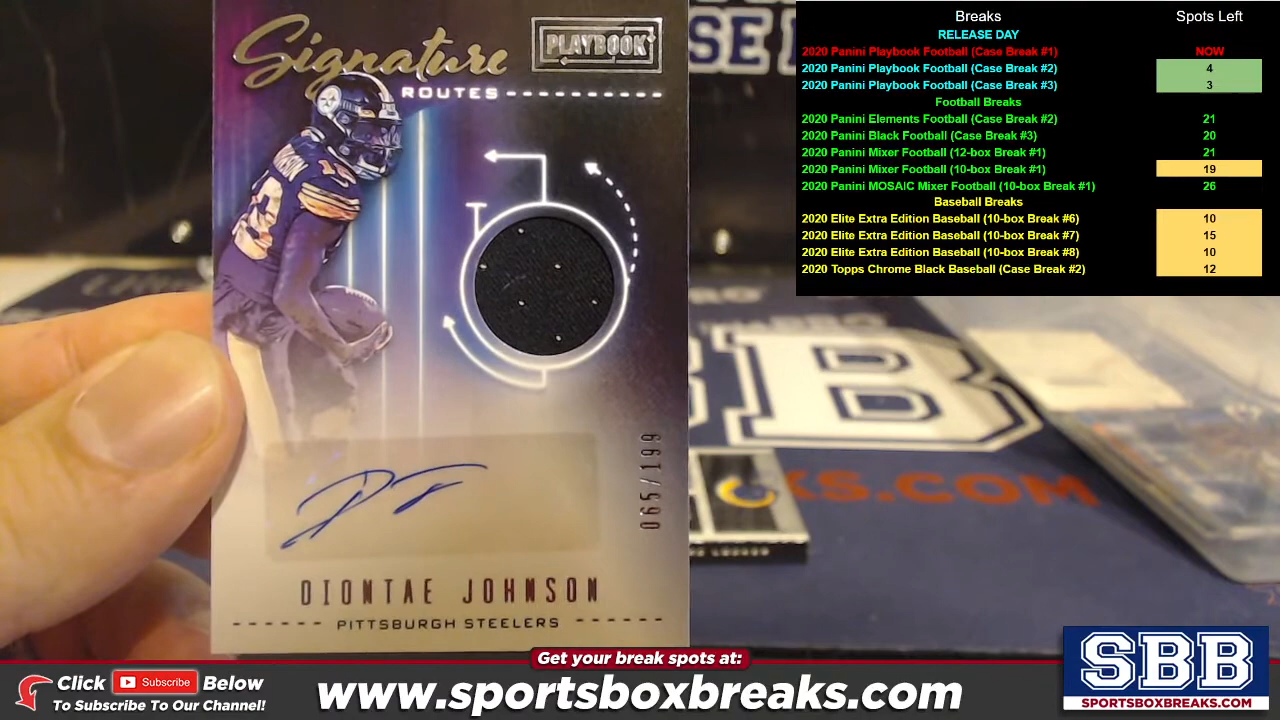 Signature
ROUTES
PLAYBOOK
065/199
DIONTAE JOHNSON
PITTSBURGH STEELERS
SE
B
KS.COM
Breaks Spots Left
RELEASE DAY
2020 Panini Playbook Football (Case Break #1) NOW
2020 Panini Playbook Football (Case Break #2) 4
2020 Panini Playbook Football (Case Break #3) 3
Football Breaks
2020 Panini Elements Football (Case Break #2) 21
2020 Panini Black Football (Case Break #3) 20
2020 Panini Mixer Football (12-box Break #1) 21
2020 Panini Mixer Football (10-box Break #1) 19
2020 Panini MOSAIC Mixer Football (10-box Break #1) 26
Baseball Breaks
2020 Elite Extra Edition Baseball (10-box Break #6) 10
2020 Elite Extra Edition Baseball (10-box Break #7) 15
2020 Elite Extra Edition Baseball (10-box Break #8) 10
2020 Topps Chrome Black Baseball (Case Break #2) 12
Get your break spots at:
Click Subscribe Below
To Subscribe To Our Channel!
www.sportsboxbreaks.com
SBB
SPORTSBOXBREAKS.COM